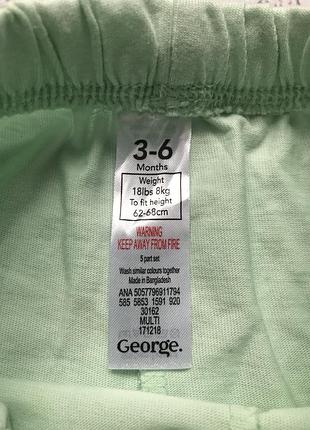 3-6
Months
Weight
18lbs 8kg
To fit height
62-68cm
WARNING
KEEP AWAY FROM FIRE
5 part set
Wash similar colours together
Made in Bangladesh
ANA 5057796911794
585 5853 1591 920
30162
MULTI
171218
George.